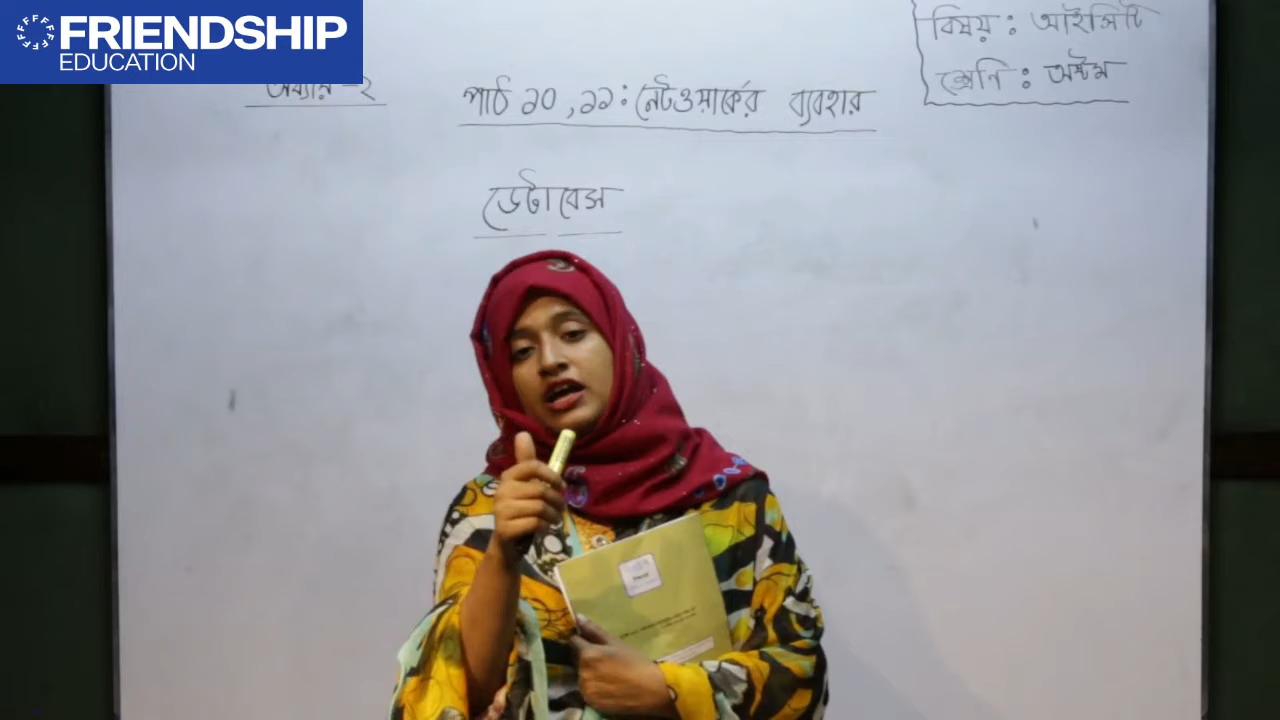 FRIENDSHIP
EDUCATION
বিষয় : আইসিটি
শ্রেণি : অষ্টম
অধ্যায় - ২
পাঠ ১০, ১১ : নেটওয়ার্কের ব্যবহার
ডেটাবেস